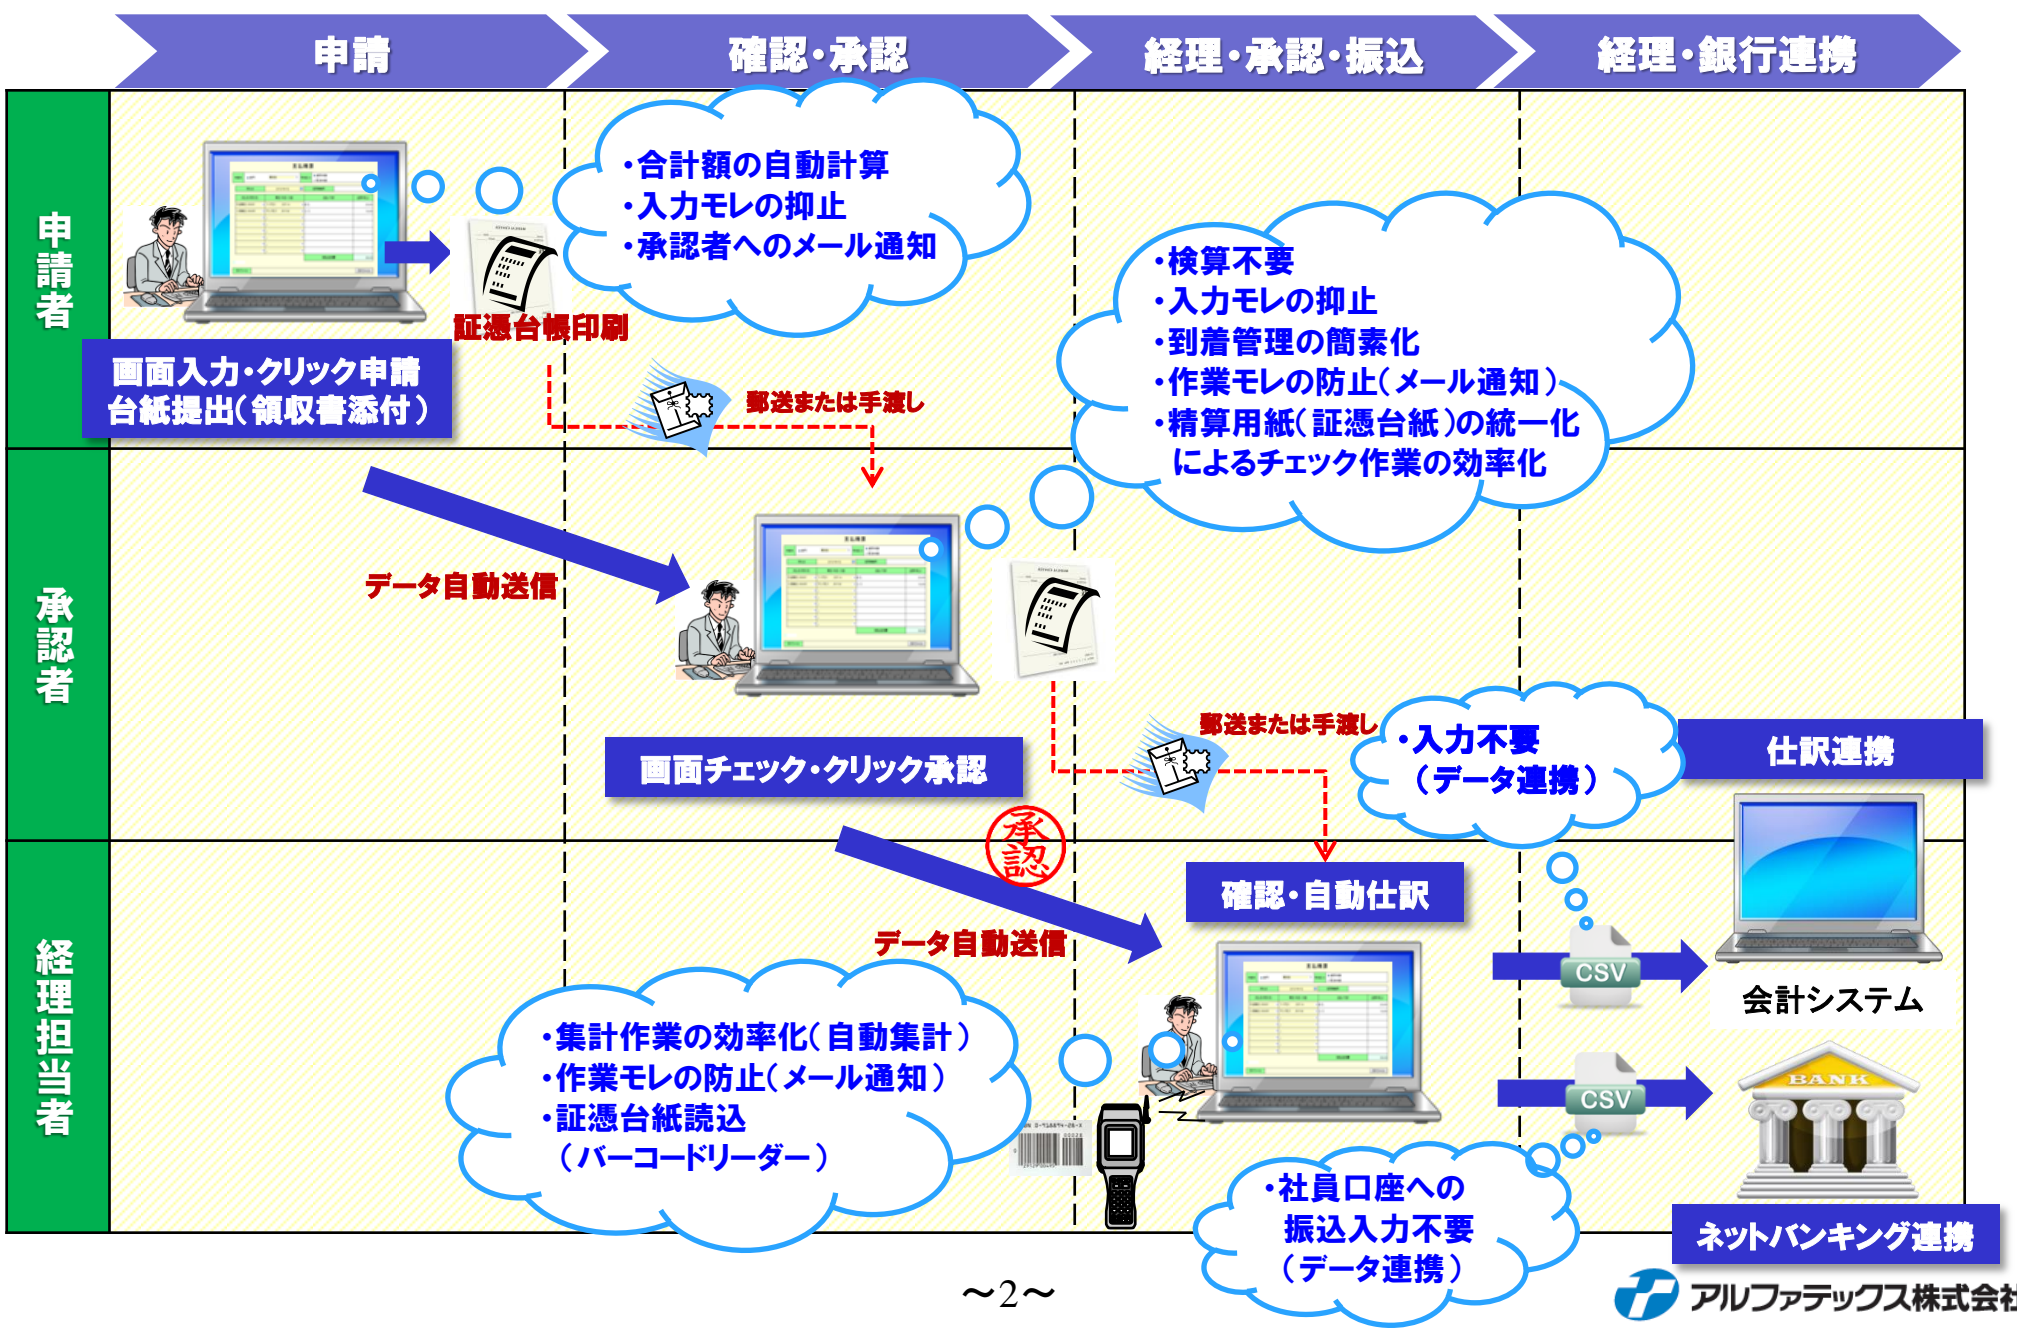 申請
確認・承認
経理・承認・振込
経理・銀行連携
申請者
・合計額の自動計算
・入力モレの抑止
・承認者へのメール通知
証憑台帳印刷
画面入力・クリック申請
台紙提出(領収書添付)
郵送または手渡し
・検算不要
・入力モレの抑止
・到着管理の簡素化
・作業モレの防止(メール通知)
・精算用紙(証憑台紙)の統一化
によるチェック作業の効率化
承認者
データ自動送信
画面チェック・クリック承認
郵送または手渡し
・入力不要
(データ連携)
仕訳連携
承認
経理担当者
データ自動送信
確認・自動仕訳
CSV
会計システム
・集計作業の効率化(自動集計)
・作業モレの防止(メール通知)
・証憑台紙読込
(バーコードリーダー)
CSV
BANK
・社員口座への
振込入力不要
(データ連携)
ネットバンキング連携
～2～
アルファテックス株式会社